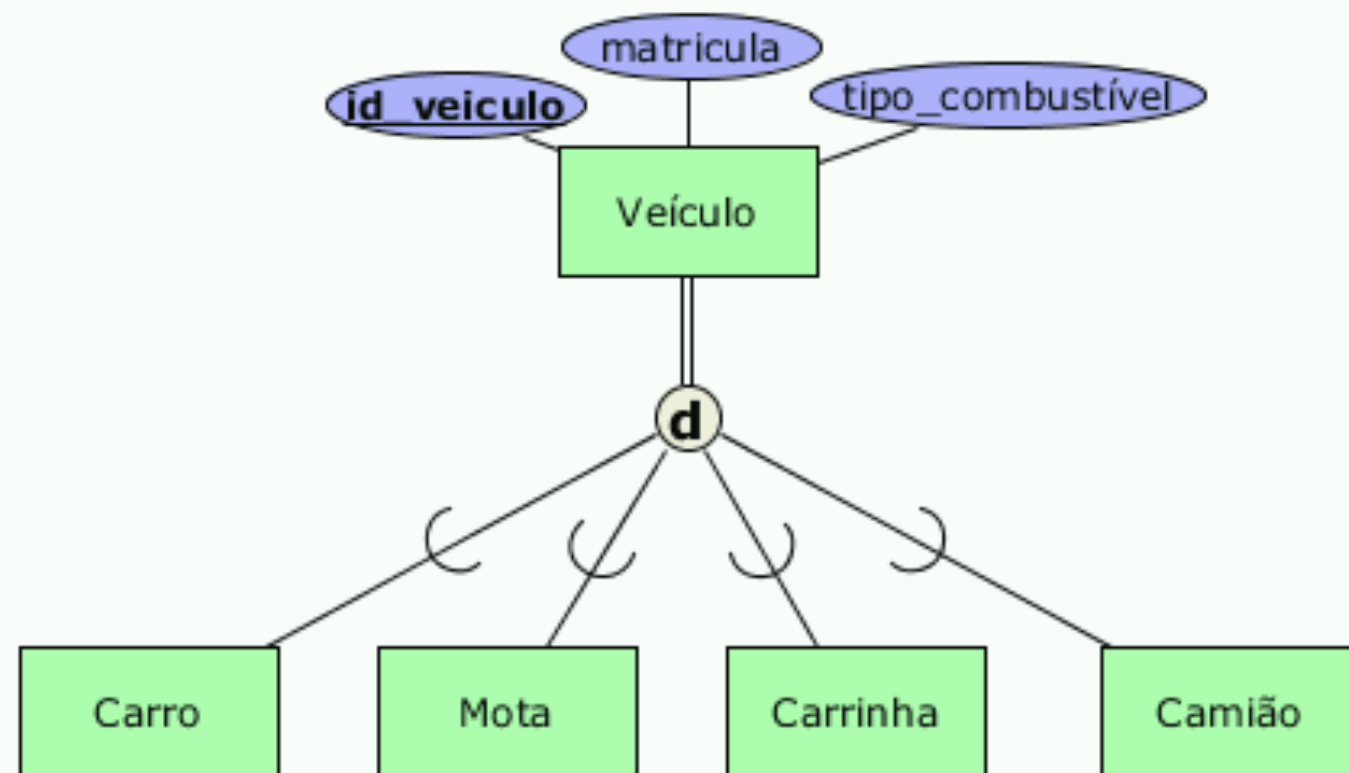 matricula
id_veiculo
tipo_combustível
Veículo
d
Carro
Mota
Carrinha
Camião